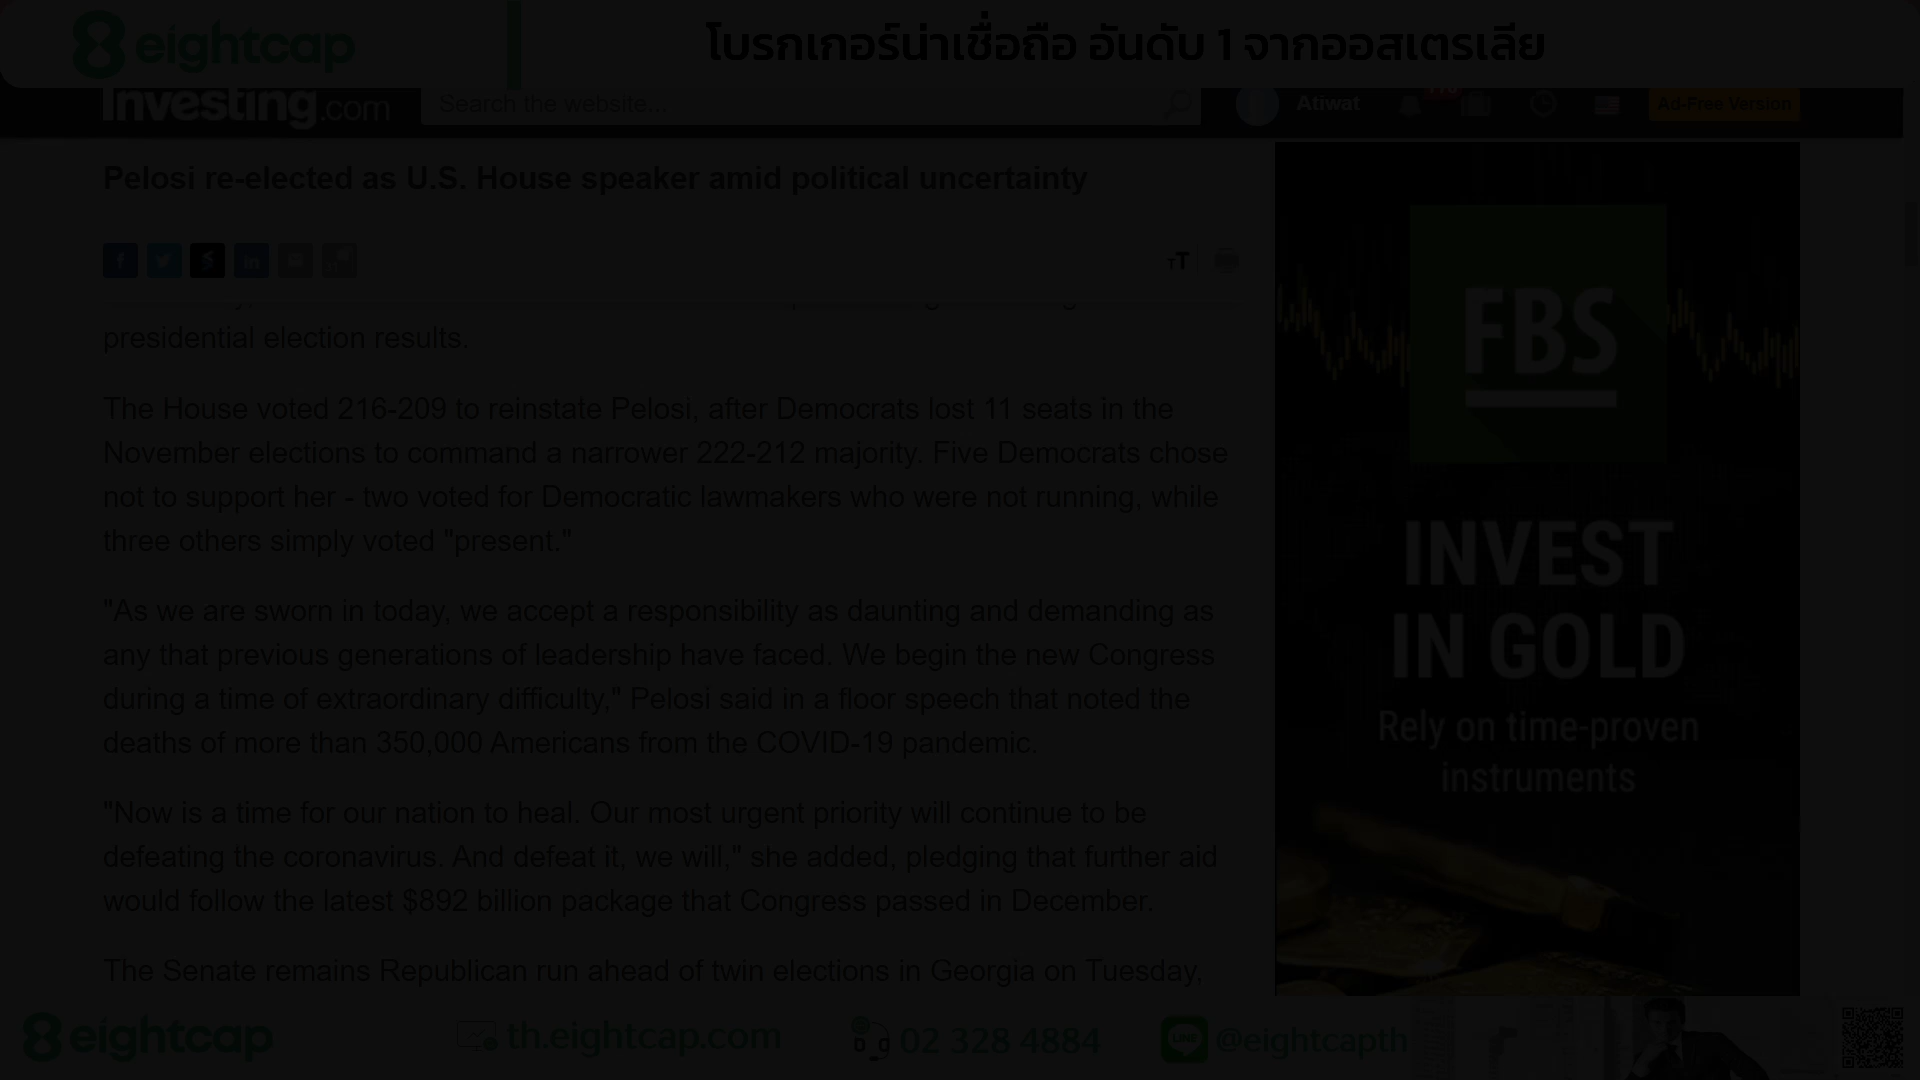 8 eightcap
โบรกเกอร์น่าเชื่อถือ อันดับ 1 จากออสเตรเลีย
Investing.com
Search the website...
Atiwat
Ad-Free Version
Pelosi re-elected as U.S. House speaker amid political uncertainty
TT
presidential election results.
The House voted 216-209 to reinstate Pelosi, after Democrats lost 11 seats in the
November elections to command a narrower 222-212 majority. Five Democrats chose
not to support her - two voted for Democratic lawmakers who were not running, while
three others simply voted "present."
"As we are sworn in today, we accept a responsibility as daunting and demanding as
any that previous generations of leadership have faced. We begin the new Congress
during a time of extraordinary difficulty," Pelosi said in a floor speech that noted the
deaths of more than 350,000 Americans from the COVID-19 pandemic.
"Now is a time for our nation to heal. Our most urgent priority will continue to be
defeating the coronavirus. And defeat it, we will," she added, pledging that further aid
would follow the latest $892 billion package that Congress passed in December.
The Senate remains Republican run ahead of twin elections in Georgia on Tuesday.
FBS
INVEST
IN GOLD
Rely on time-proven
instruments
8 eightcap
th.eightcap.com
02 328 4884
LINE
@eightcapth